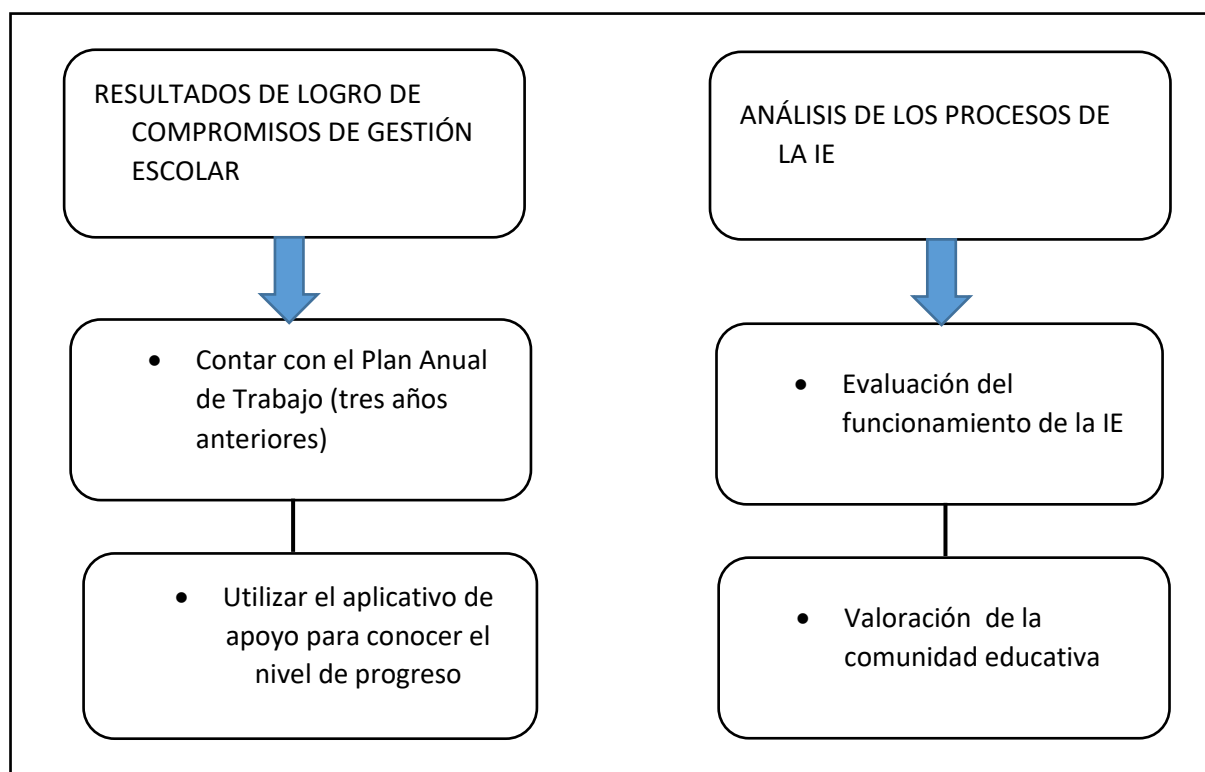 RESULTADOS DE LOGRO DE
COMPROMISOS DE GESTIÓN
ESCOLAR
• Contar con el Plan Anual
de Trabajo (tres años
anteriores)
• Utilizar el aplicativo de
apoyo para conocer el
nivel de progreso
ANÁLISIS DE LOS PROCESOS DE
LA IE
• Evaluación del
funcionamiento de la IE
• Valoración de la
comunidad educativa